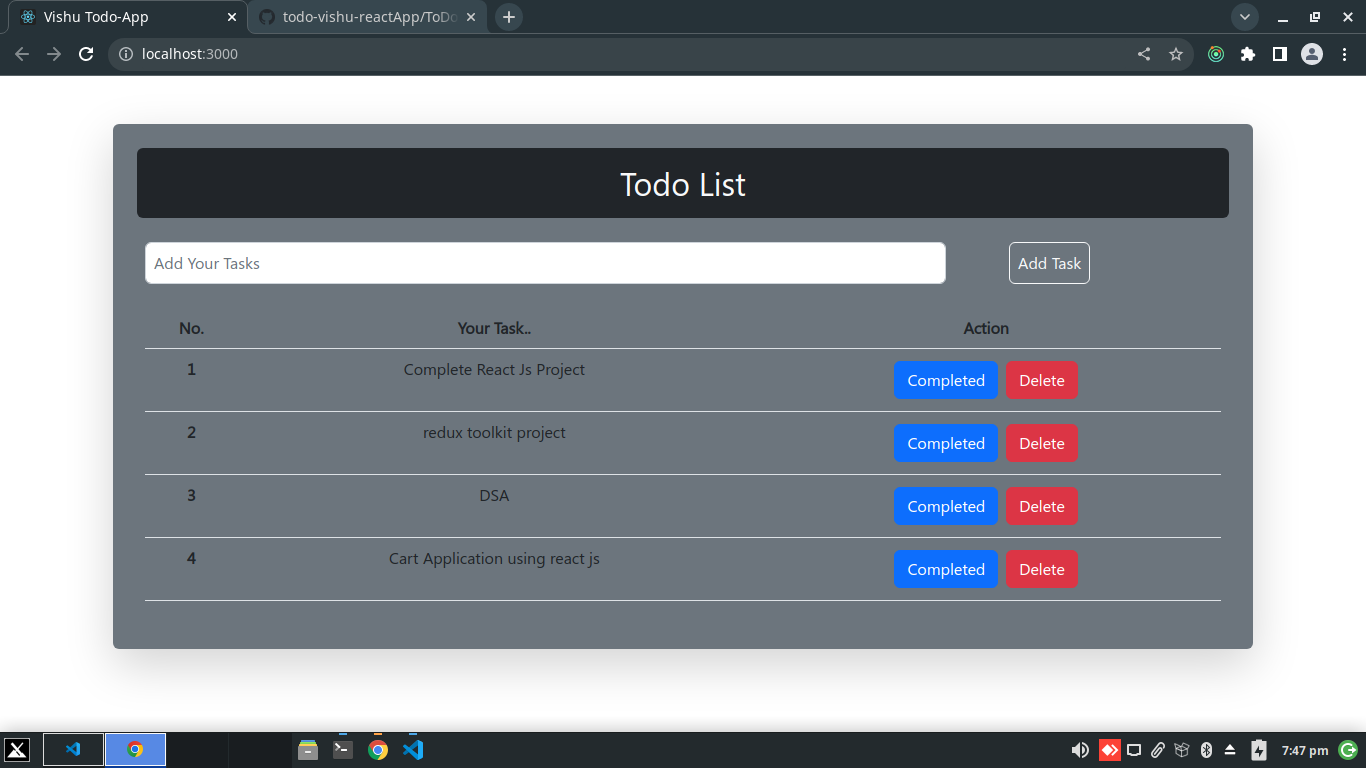 Vishu Todo-App
todo-vishu-reactApp/ToDo
localhost:3000
Todo List
Add Your Tasks
Add Task
No. Your Task.. Action
1 Complete React Js Project Completed Delete
2 redux toolkit project Completed Delete
3 DSA Completed Delete
4 Cart Application using react js Completed Delete
7:47 pm